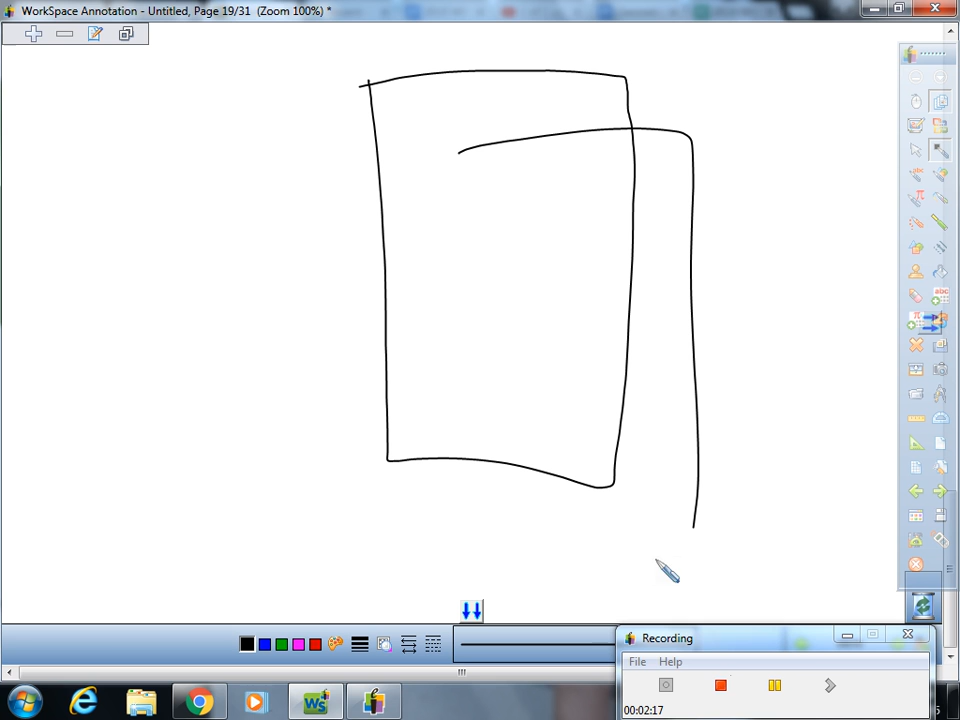 WorkSpace Annotation - Untitled, Page 19/31 (Zoom 100%) *
Recording
File Help
00:02:17